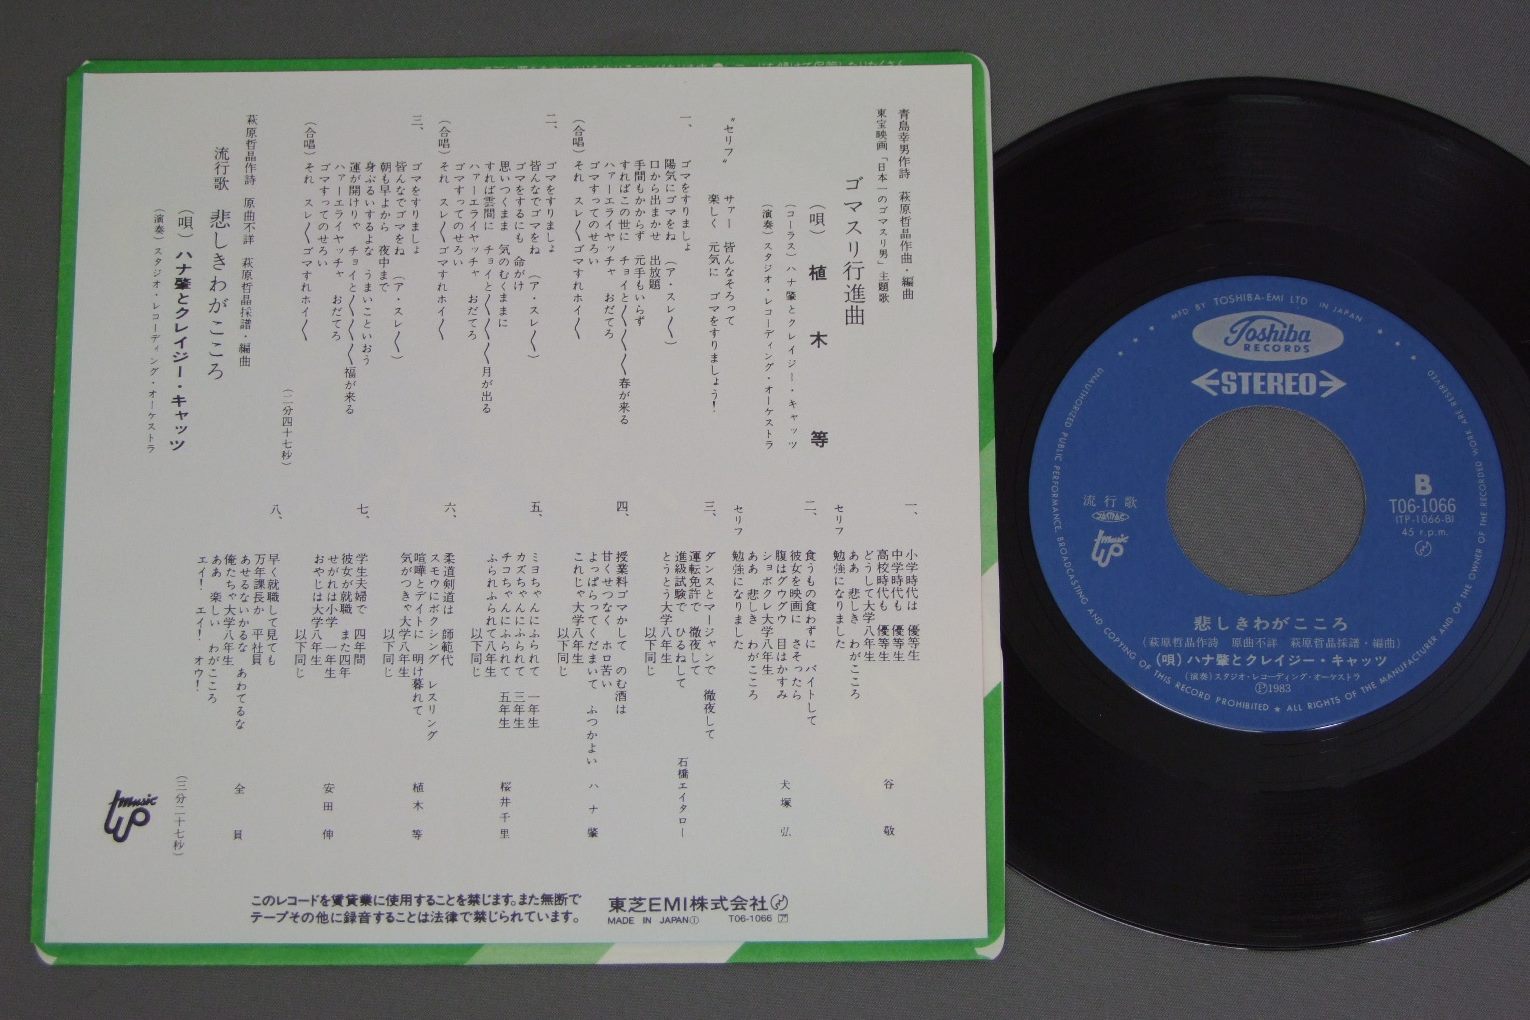 青島幸男作詩　萩原哲晶作曲・編曲
東宝映画「日本一のゴマスリ男」主題歌
ゴマスリ行進曲
（唄）植木等
（コーラス）ハナ肇とクレイジー・キャッツ
（演奏）スタジオ・レコーディング・オーケストラ
〝セリフ〟　サァー　皆んなそろって
楽しく　元気に　ゴマをすりましょう！
一、
ゴマをすりましょ
陽気にゴマをね　（ア・スレ〳〵）
口から出まかせ　出放題
手間もかからず　元手もいらず
すればこの世に　チョイと〳〵〳〵〳〵春が来る
ハァーエライヤッチャ　おだてろ
ゴマすってのせろい
（合唱）それ　スレ〳〵ゴマすれホイ〳〵
二、
ゴマをすりましょ
皆んなでゴマをね　（ア・スレ〳〵）
ゴマをするにも　命がけ
思いつくまま　気のむくままに
すれば雲間に　チョイと〳〵〳〵〳〵月が出る
ハァーエライヤッチャ　おだてろ
ゴマすってのせろい
（合唱）それ　スレ〳〵ゴマすれホイ〳〵
三、
ゴマをすりましょ
皆んなでゴマをね　（ア・スレ〳〵）
朝も早よから　夜中まで
身ぶるいするよな　うまいこといおう
運が開けりゃ　チョイと〳〵〳〵〳〵福が来る
ハァーエライヤッチャ　おだてろ
ゴマすってのせろい
（合唱）それ　スレ〳〵ゴマすれホイ〳〵
（二分四十七秒）
萩原哲晶作詩　原曲不詳　萩原哲晶採譜・編曲
流行歌　悲しきわがこころ
（唄）ハナ肇とクレイジー・キャッツ
（演奏）スタジオ・レコーディング・オーケストラ
一、
小学時代は　優等生
中学時代も　優等生
高校時代も　優等生
どうして大学八年生
ああ　悲しき　わがこころ
セリフ　勉強になりました
谷敬
二、
食うもの食わずに　バイトして
彼女を映画に　さそったら
腹はグウグウ　目はかすみ
ショボクレ大学八年生
ああ　悲しき　わがこころ
セリフ　勉強になりました
犬塚弘
三、
ダンスとマージャンで　徹夜して
運転免許で　徹夜して
進級試験で　ひるねして
とうとう大学八年生
以下同じ
石橋エイタロー
四、
授業料ゴマかして　のむ酒は
甘くせつなく　ホロ苦い
よっぱらってくだまいて　ふつかよい
これじゃ大学八年生
以下同じ
ハナ肇
五、
ミヨちゃんにふられて　一年生
カズちゃんにふられて　三年生
チコちゃんにふられて　五年生
ふられふられて八年生
以下同じ
桜井千里
六、
柔道剣道は　師範代
スモウにボクシング　レスリング
喧嘩とデイトに　明け暮れて
気がつきゃ大学八年生
以下同じ
植木等
七、
学生夫婦で　四年間
彼女が就職　また四年
せがれは小学　一年生
おやじは大学八年生
以下同じ
安田伸
八、
早く就職して見ても
万年課長か　平社員
あせるないかるな　あわてるな
俺たちゃ大学八年生
ああ　楽しい　わがこころ
エイ！　エイ！　オウ！
全員
（三分二十七秒）
music up
このレコードを賃貸業に使用することを禁じます。また無断で
テープその他に録音することは法律で禁じられています。
東芝EMI株式会社
MADE IN JAPAN① T06-1066 ㋐
MFD BY TOSHIBA-EMI LTD IN JAPAN
Toshiba
RECORDS
STEREO
B
T06-1066
(TP-1066-B)
45 r.p.m.
流行歌
music up
悲しきわがこころ
（萩原哲晶作詩　原曲不詳　萩原哲晶採譜・編曲）
（唄）ハナ肇とクレイジー・キャッツ
（演奏）スタジオ・レコーディング・オーケストラ
Ⓟ1983
UNAUTHORIZED PUBLIC PERFORMANCE, BROADCASTING AND COPYING OF THIS RECORD PROHIBITED ★ ALL RIGHTS OF THE MANUFACTURER AND OF THE OWNER OF THE RECORDED WORK ARE RESERVED